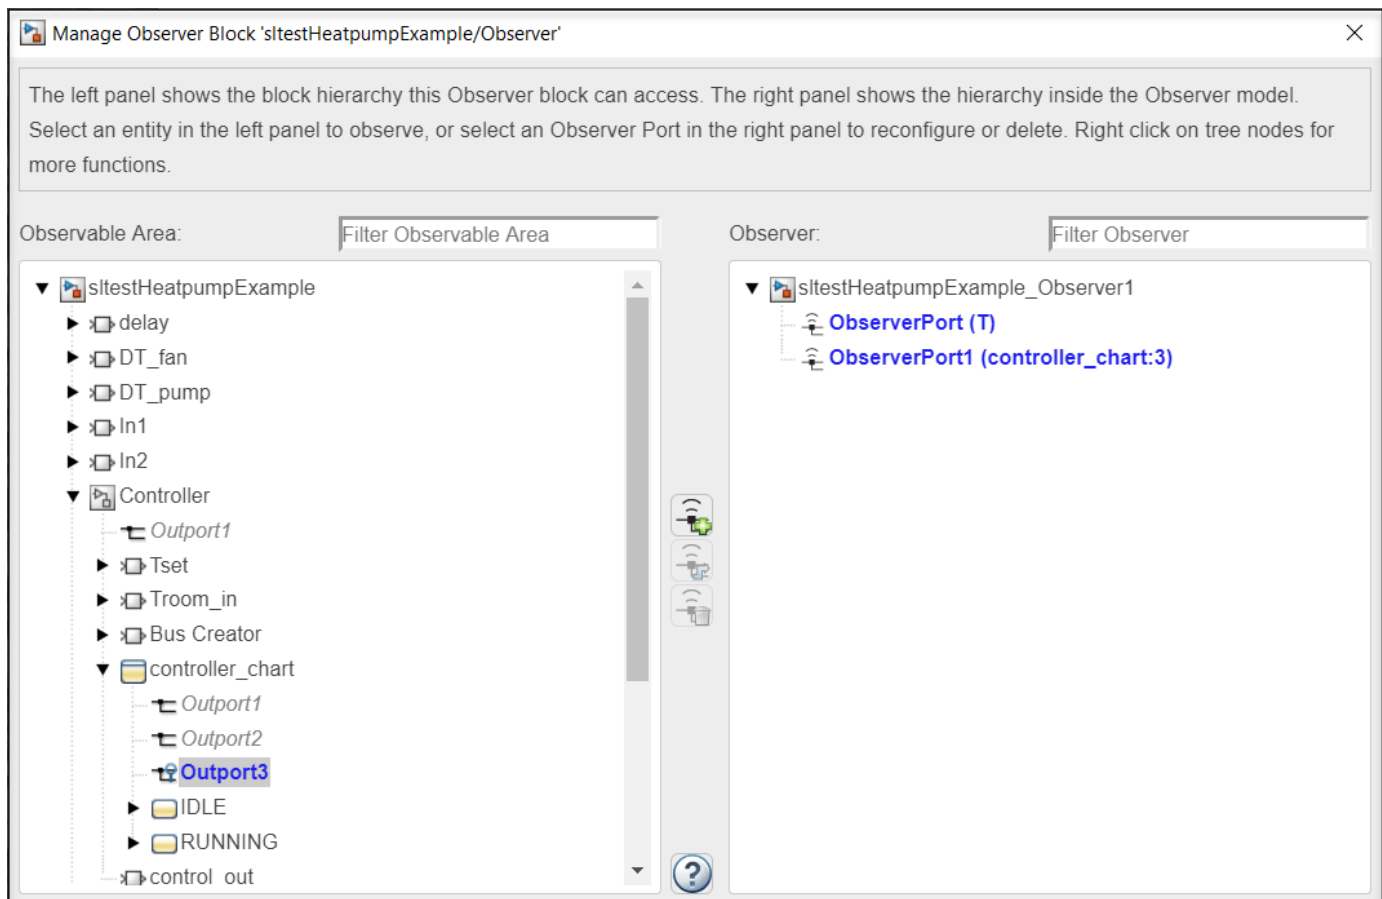 Manage Observer Block 'sltestHeatpumpExample/Observer'
The left panel shows the block hierarchy this Observer block can access. The right panel shows the hierarchy inside the Observer model.
Select an entity in the left panel to observe, or select an Observer Port in the right panel to reconfigure or delete. Right click on tree nodes for
more functions.
Observable Area:
Filter Observable Area
Observer:
Filter Observer
sltestHeatpumpExample
delay
DT_fan
DT_pump
In1
In2
Controller
Outport1
Tset
Troom_in
Bus Creator
controller_chart
Outport1
Outport2
Outport3
IDLE
RUNNING
control_out
sltestHeatpumpExample_Observer1
ObserverPort (T)
ObserverPort1 (controller_chart:3)
?